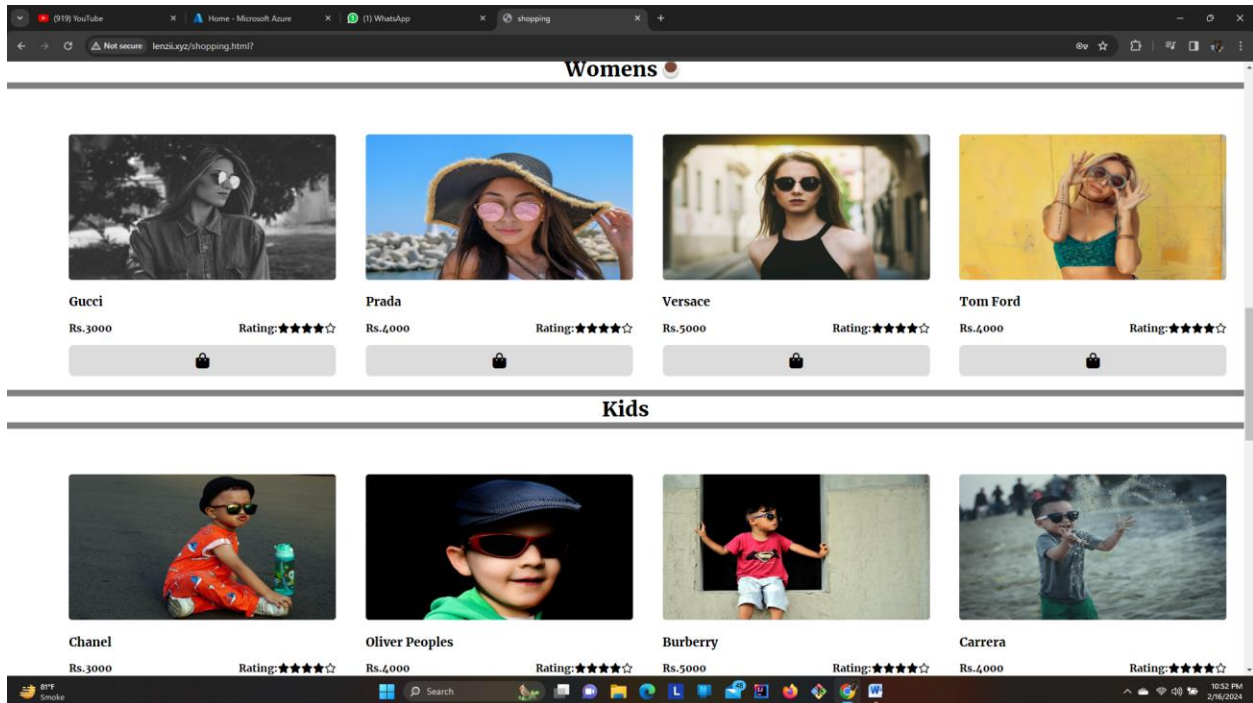 (919) YouTube
Home - Microsoft Azure
(1) WhatsApp
shopping
Not secure
lenzii.xyz/shopping.html?
Womens
Gucci
Prada
Versace
Tom Ford
Rs.3000 Rating:★★★★☆
Rs.4000 Rating:★★★★☆
Rs.5000 Rating:★★★★☆
Rs.4000 Rating:★★★★☆
Kids
Chanel
Oliver Peoples
Burberry
Carrera
Rs.3000 Rating:★★★★☆
Rs.4000 Rating:★★★★☆
Rs.5000 Rating:★★★★☆
Rs.4000 Rating:★★★★☆
81°F
Smoke
Search
10:52 PM
2/16/2024